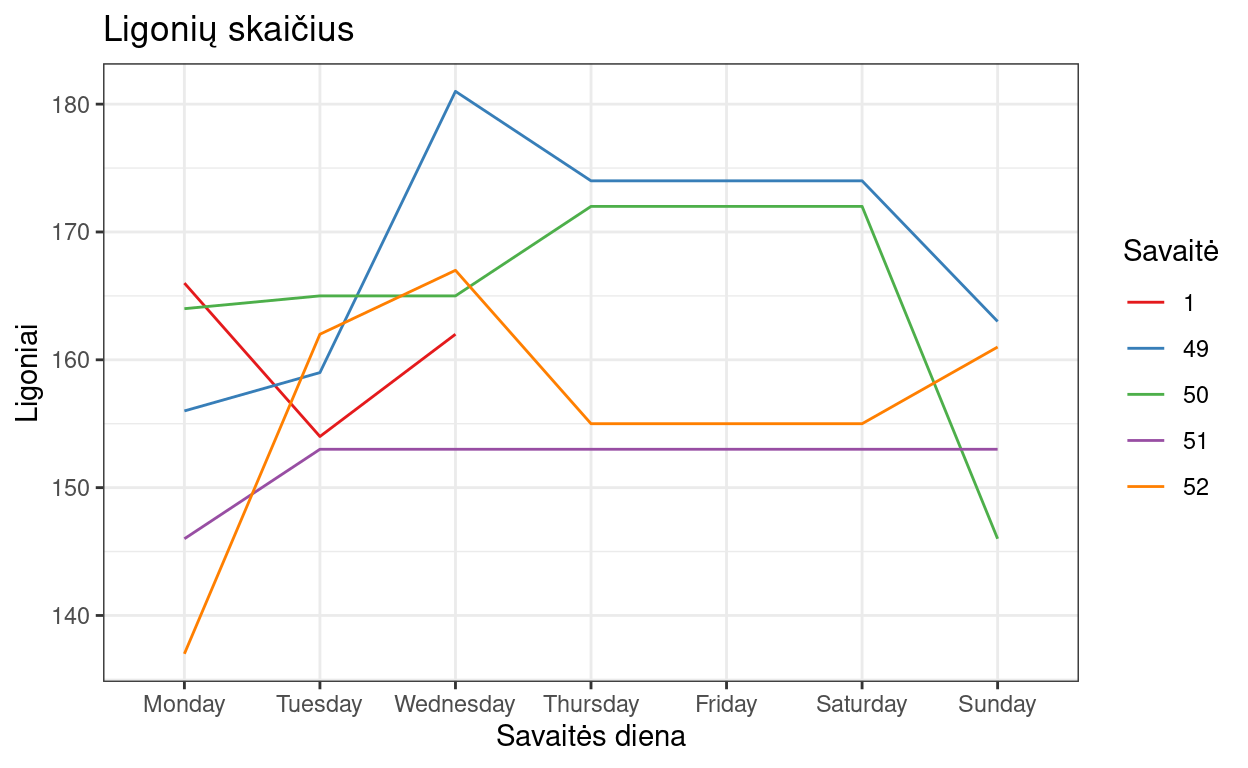 Ligonių skaičius
Ligoniai
180
170
160
150
140
Monday Tuesday Wednesday Thursday Friday Saturday Sunday
Savaitės diena
Savaitė
1
49
50
51
52